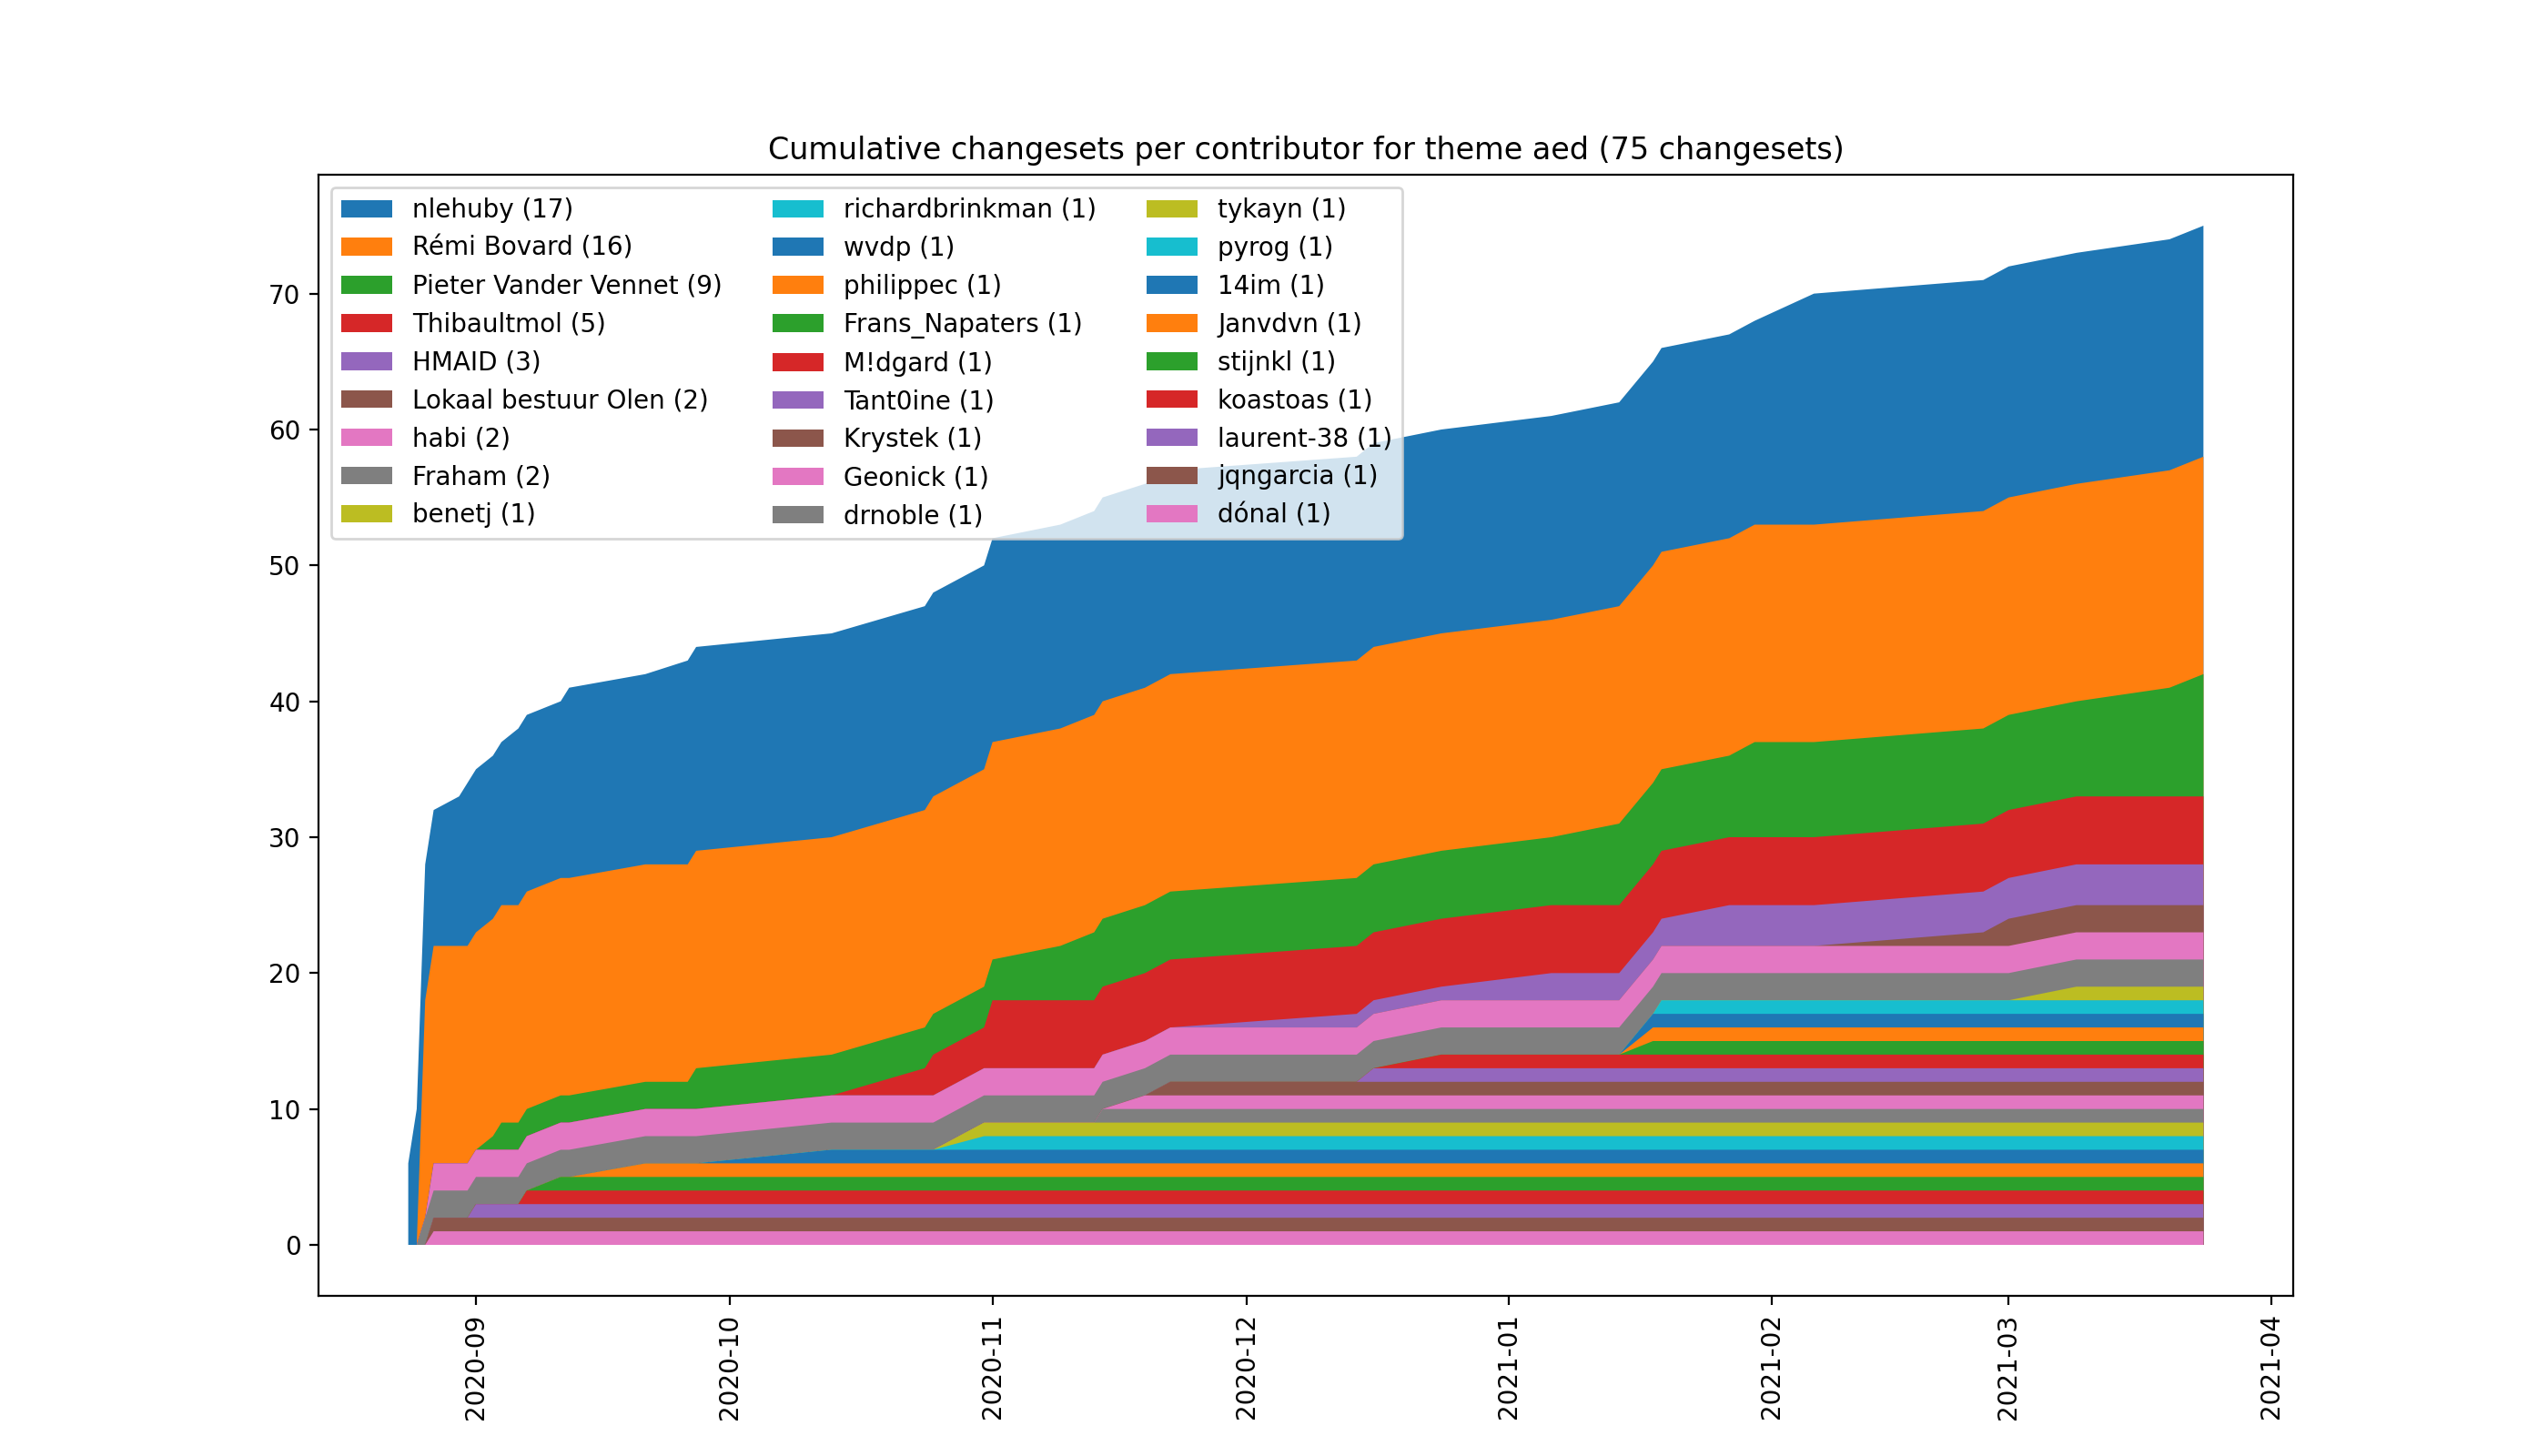 Cumulative changesets per contributor for theme aed (75 changesets)
nlehuby (17)
Rémi Bovard (16)
Pieter Vander Vennet (9)
Thibaultmol (5)
HMAID (3)
Lokaal bestuur Olen (2)
habi (2)
Fraham (2)
benetj (1)
richardbrinkman (1)
wvdp (1)
philippec (1)
Frans_Napaters (1)
M!dgard (1)
Tant0ine (1)
Krystek (1)
Geonick (1)
drnoble (1)
tykayn (1)
pyrog (1)
14im (1)
Janvdvn (1)
stijnkl (1)
koastoas (1)
laurent-38 (1)
jqngarcia (1)
dónal (1)
70
60
50
40
30
20
10
0
2020-09
2020-10
2020-11
2020-12
2021-01
2021-02
2021-03
2021-04